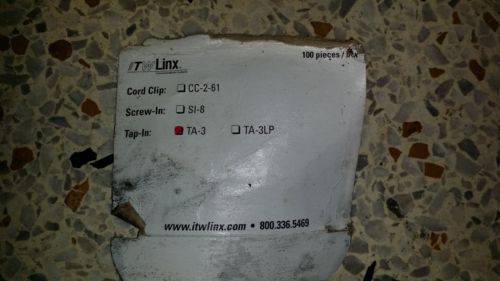 ITW Linx
100 pieces / box
Cord Clip: CC-2-61
Screw-In: SI-8
Tap-In: TA-3 TA-3LP
www.itwlinx.com • 800.336.5469